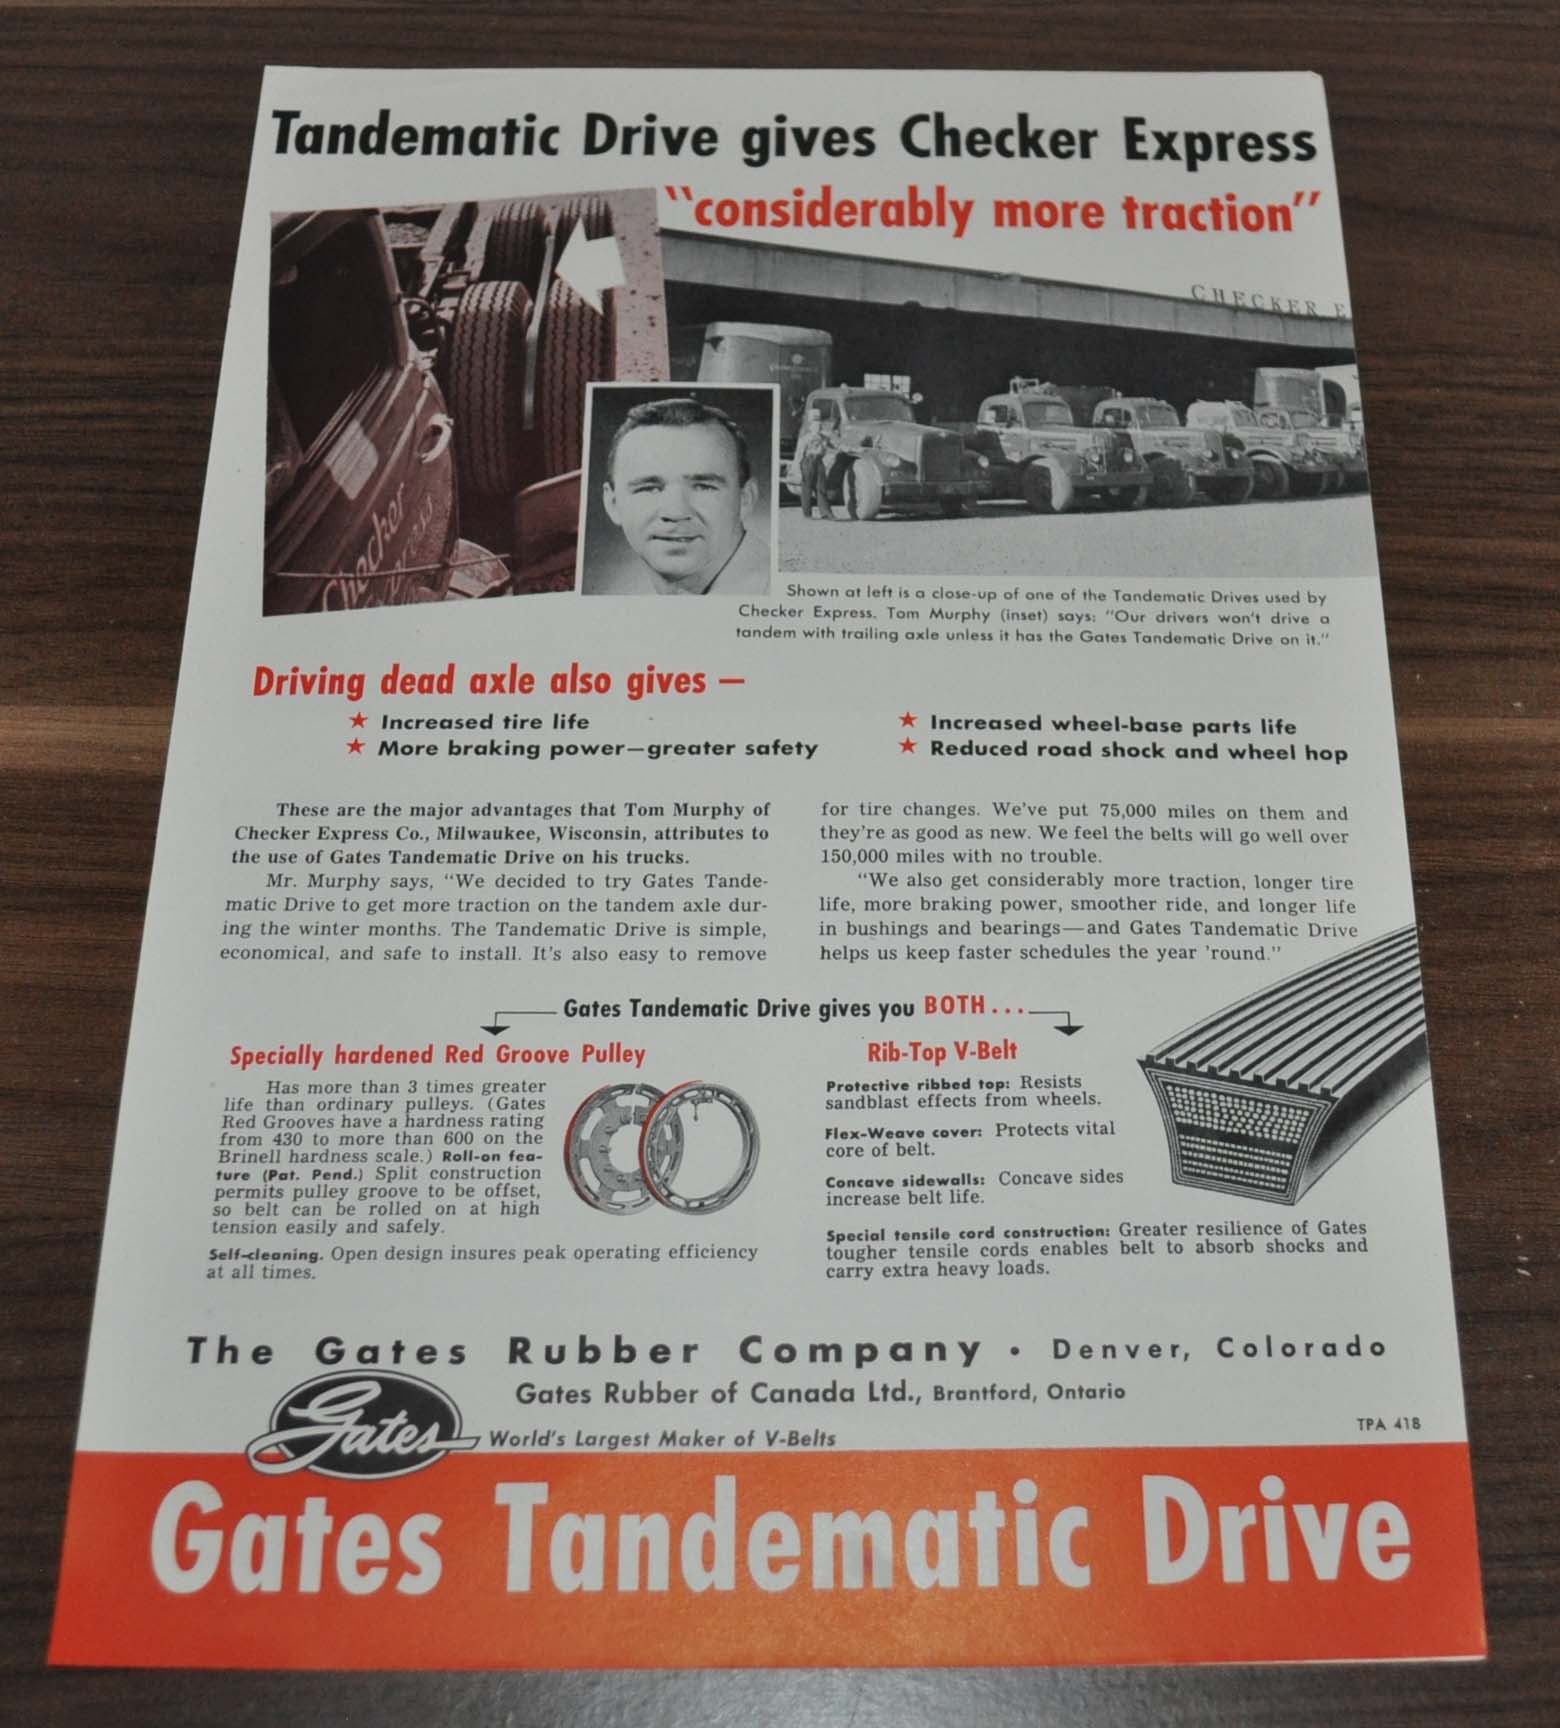 Tandematic Drive gives Checker Express
"considerably more traction"
CHECKER E
Checker
Express
Shown at left is a close-up of one of the Tandematic Drives used by
Checker Express. Tom Murphy (inset) says: "Our drivers won't drive a
tandem with trailing axle unless it has the Gates Tandematic Drive on it."
Driving dead axle also gives —
★ Increased tire life
★ More braking power—greater safety
★ Increased wheel-base parts life
★ Reduced road shock and wheel hop
These are the major advantages that Tom Murphy of
Checker Express Co., Milwaukee, Wisconsin, attributes to
the use of Gates Tandematic Drive on his trucks.
Mr. Murphy says, "We decided to try Gates Tande-
matic Drive to get more traction on the tandem axle dur-
ing the winter months. The Tandematic Drive is simple,
economical, and safe to install. It's also easy to remove
for tire changes. We've put 75,000 miles on them and
they're as good as new. We feel the belts will go well over
150,000 miles with no trouble.
"We also get considerably more traction, longer tire
life, more braking power, smoother ride, and longer life
in bushings and bearings—and Gates Tandematic Drive
helps us keep faster schedules the year 'round."
Gates Tandematic Drive gives you BOTH...
Specially hardened Red Groove Pulley
Has more than 3 times greater
life than ordinary pulleys. (Gates
Red Grooves have a hardness rating
from 430 to more than 600 on the
Brinell hardness scale.) Roll-on fea-
ture (Pat. Pend.) Split construction
permits pulley groove to be offset,
so belt can be rolled on at high
tension easily and safely.
Self-cleaning. Open design insures peak operating efficiency
at all times.
Rib-Top V-Belt
Protective ribbed top: Resists
sandblast effects from wheels.
Flex-Weave cover: Protects vital
core of belt.
Concave sidewalls: Concave sides
increase belt life.
Special tensile cord construction: Greater resilience of Gates
tougher tensile cords enables belt to absorb shocks and
carry extra heavy loads.
The Gates Rubber Company • Denver, Colorado
Gates Rubber of Canada Ltd., Brantford, Ontario
TPA 418
Gates
World's Largest Maker of V-Belts
Gates Tandematic Drive